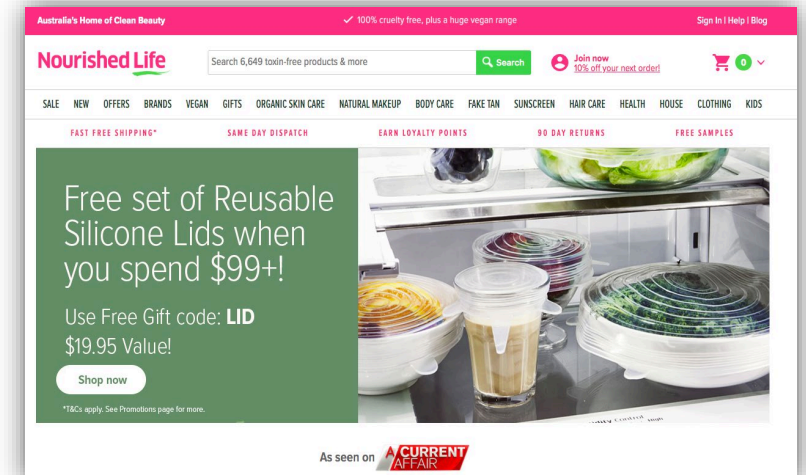 Australia's Home of Clean Beauty
✓ 100% cruelty free, plus a huge vegan range
Sign In | Help | Blog
Nourished Life
Search 6,649 toxin-free products & more
Search
Join now
10% off your next order!
0
SALE NEW OFFERS BRANDS VEGAN GIFTS ORGANIC SKIN CARE NATURAL MAKEUP BODY CARE FAKE TAN SUNSCREEN HAIR CARE HEALTH HOUSE CLOTHING KIDS
FAST FREE SHIPPING* SAME DAY DISPATCH EARN LOYALTY POINTS 90 DAY RETURNS FREE SAMPLES
Free set of Reusable
Silicone Lids when
you spend $99+!
Use Free Gift code: LID
$19.95 Value!
Shop now
*T&Cs apply. See Promotions page for more.
Control High
As seen on A CURRENT
AFFAIR